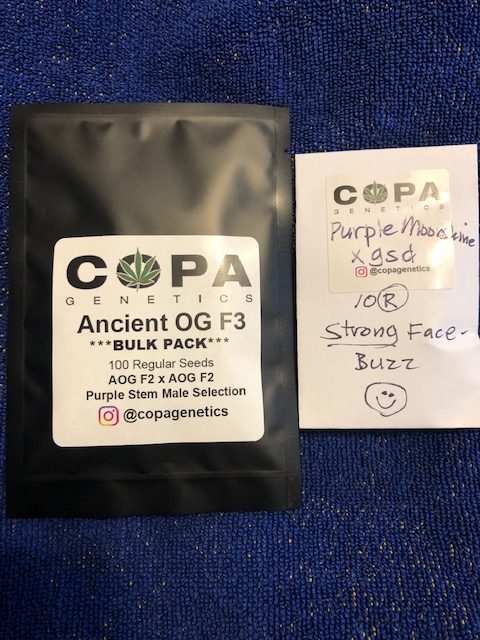 COPA
GENETICS
Ancient OG F3
***BULK PACK***
100 Regular Seeds
AOG F2 x AOG F2
Purple Stem Male Selection
@copagenetics
COPA
GENETICS
Purple Moonshine
x gsd
@copagenetics
10 R
Strong Face-
Buzz